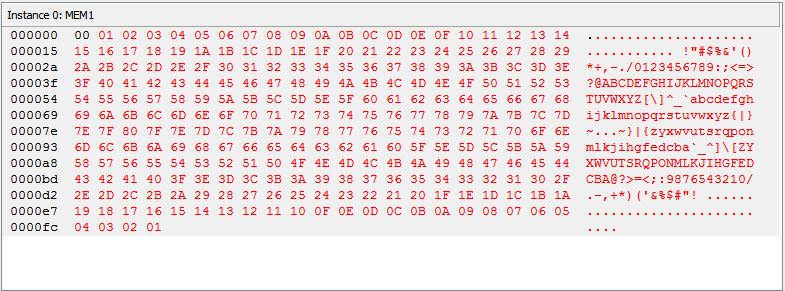 Instance 0: MEM1
000000 00 01 02 03 04 05 06 07 08 09 0A 0B 0C 0D 0E 0F 10 11 12 13 14 .....................
000015 15 16 17 18 19 1A 1B 1C 1D 1E 1F 20 21 22 23 24 25 26 27 28 29 ........... !"#$%&'()
00002a 2A 2B 2C 2D 2E 2F 30 31 32 33 34 35 36 37 38 39 3A 3B 3C 3D 3E *+,-./0123456789:;<=>
00003f 3F 40 41 42 43 44 45 46 47 48 49 4A 4B 4C 4D 4E 4F 50 51 52 53 ?@ABCDEFGHIJKLMNOPQRS
000054 54 55 56 57 58 59 5A 5B 5C 5D 5E 5F 60 61 62 63 64 65 66 67 68 TUVWXYZ[\]^_`abcdefgh
000069 69 6A 6B 6C 6D 6E 6F 70 71 72 73 74 75 76 77 78 79 7A 7B 7C 7D ijklmnopqrstuvwxyz{|}
00007e 7E 7F 80 7F 7E 7D 7C 7B 7A 79 78 77 76 75 74 73 72 71 70 6F 6E ~...~}|{zyxwvutsrqpon
000093 6D 6C 6B 6A 69 68 67 66 65 64 63 62 61 60 5F 5E 5D 5C 5B 5A 59 mlkjihgfedcba`_^]\[ZY
0000a8 58 57 56 55 54 53 52 51 50 4F 4E 4D 4C 4B 4A 49 48 47 46 45 44 XWVUTSRQPONMLKJIHGFED
0000bd 43 42 41 40 3F 3E 3D 3C 3B 3A 39 38 37 36 35 34 33 32 31 30 2F CBA@?>=<;:9876543210/
0000d2 2E 2D 2C 2B 2A 29 28 27 26 25 24 23 22 21 20 1F 1E 1D 1C 1B 1A .-,+*)('&%$#"! ......
0000e7 19 18 17 16 15 14 13 12 11 10 0F 0E 0D 0C 0B 0A 09 08 07 06 05 .....................
0000fc 04 03 02 01 ....